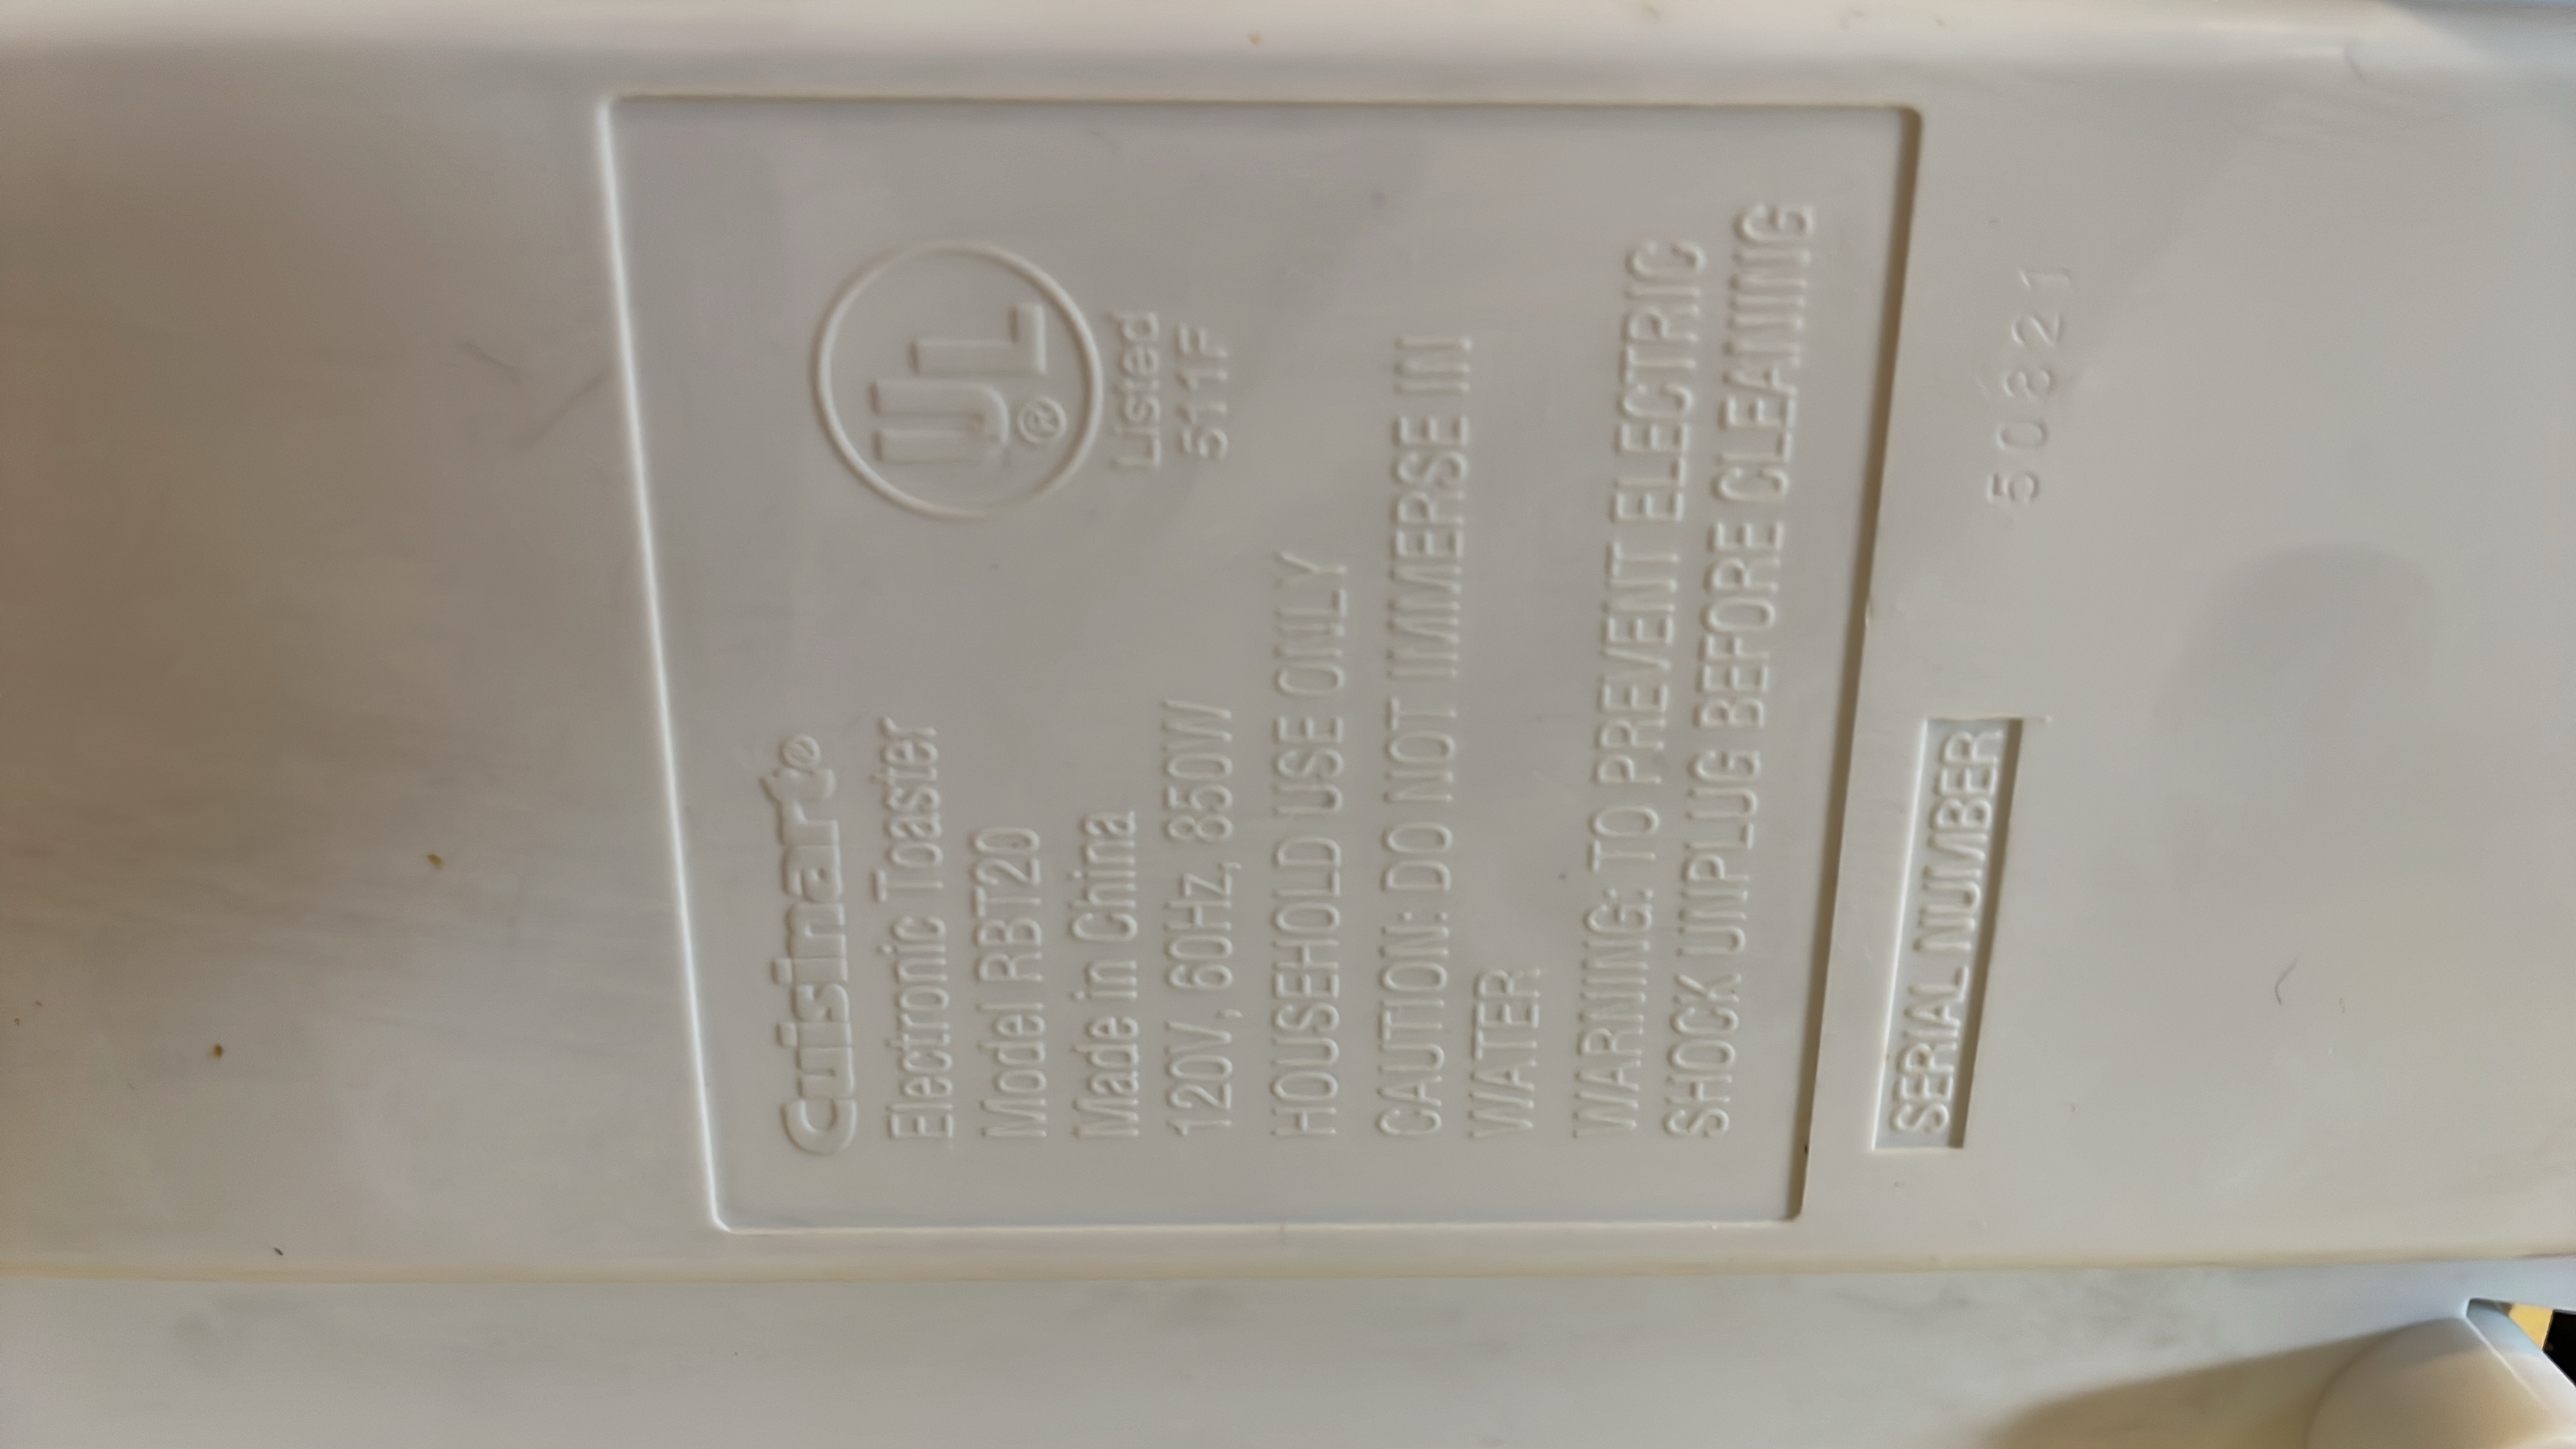 Cuisinart®
Electronic Toaster
Model RBT20
Made in China
120V, 60Hz, 850W
UL®
Listed
511F
HOUSEHOLD USE ONLY
CAUTION: DO NOT IMMERSE IN
WATER
WARNING: TO PREVENT ELECTRIC
SHOCK UNPLUG BEFORE CLEANING
SERIAL NUMBER
50821